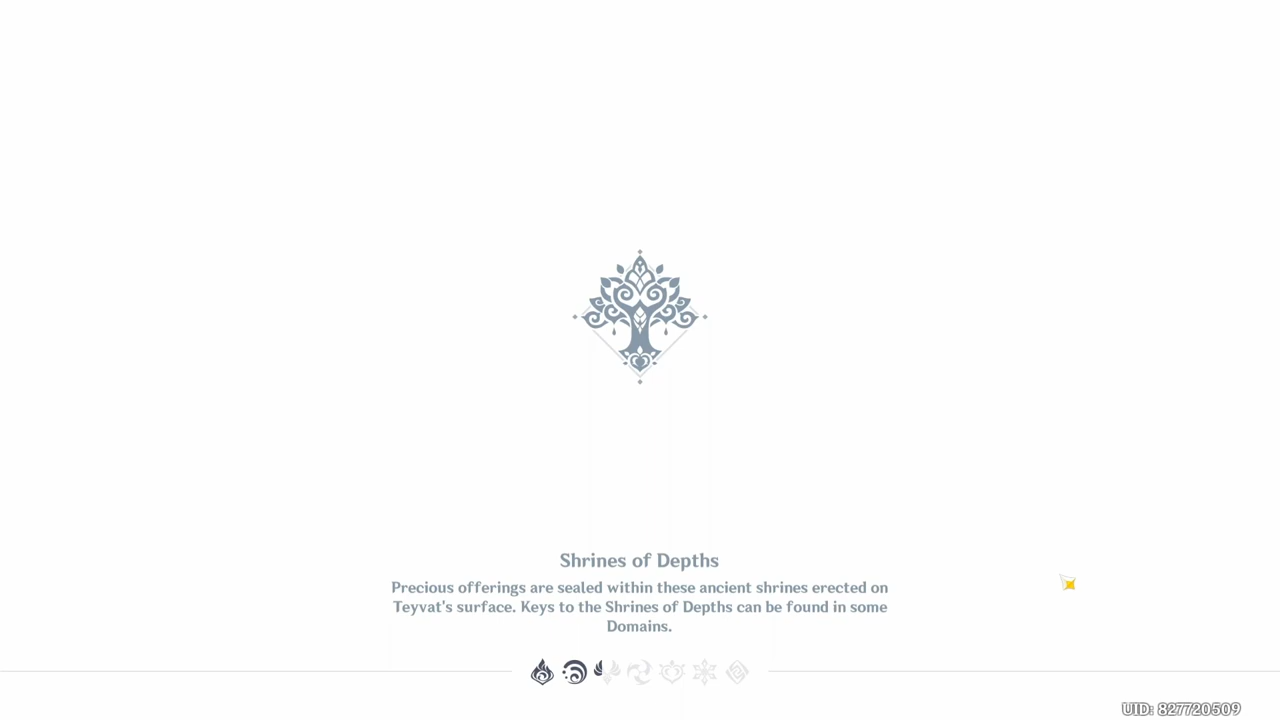 Shrines of Depths
Precious offerings are sealed within these ancient shrines erected on
Teyvat's surface. Keys to the Shrines of Depths can be found in some
Domains.
UID: 827720509